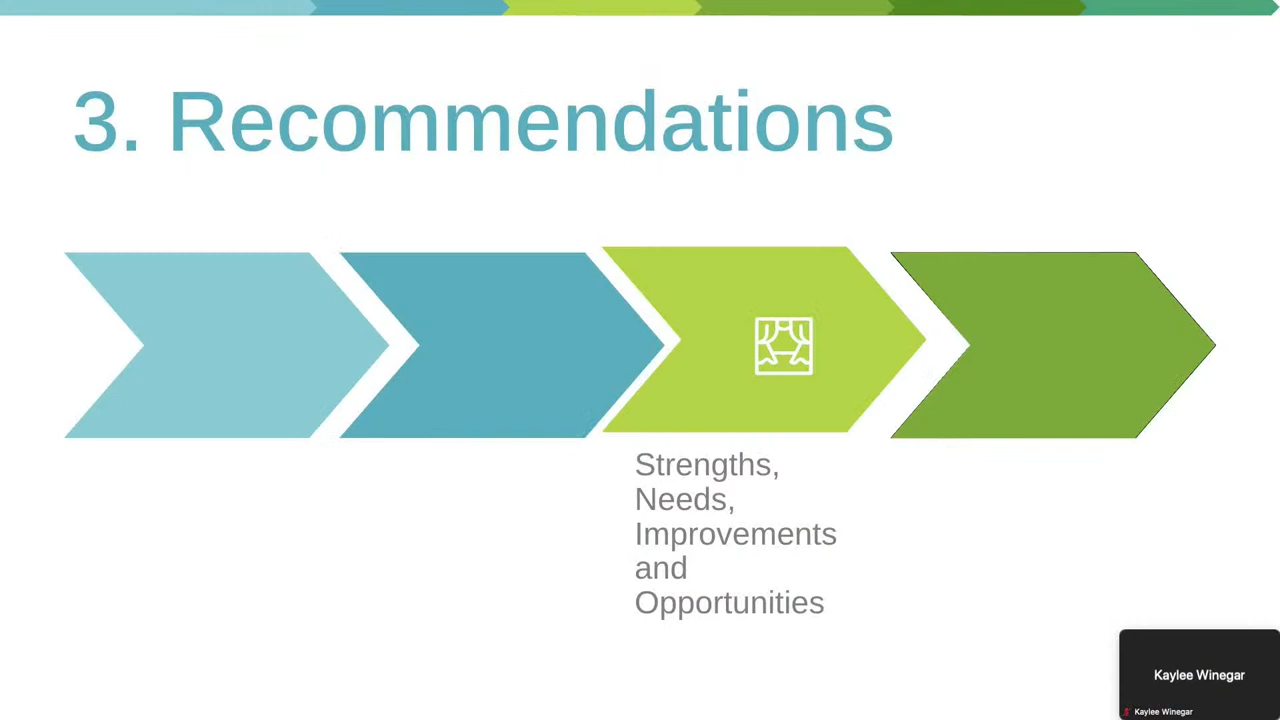 3. Recommendations
Strengths,
Needs,
Improvements
and
Opportunities
Kaylee Winegar
Kaylee Winegar